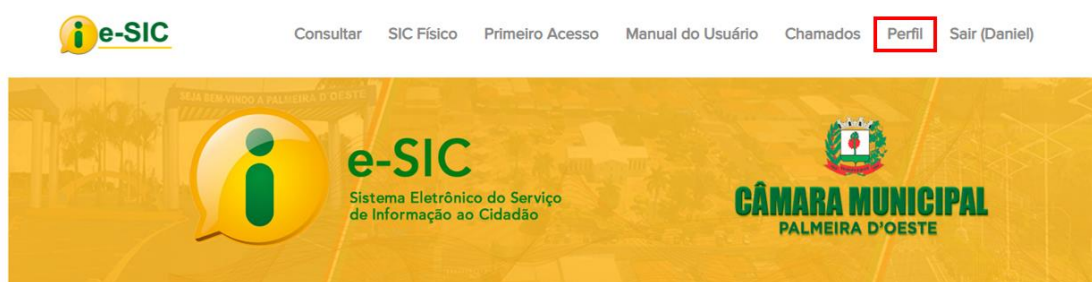 e-SIC
Consultar SIC Físico Primeiro Acesso Manual do Usuário Chamados Perfil Sair (Daniel)
SEJA BEM VINDO A PALMEIRA D'OESTE
e-SIC
Sistema Eletrônico do Serviço
de Informação ao Cidadão
CÂMARA MUNICIPAL
PALMEIRA D'OESTE